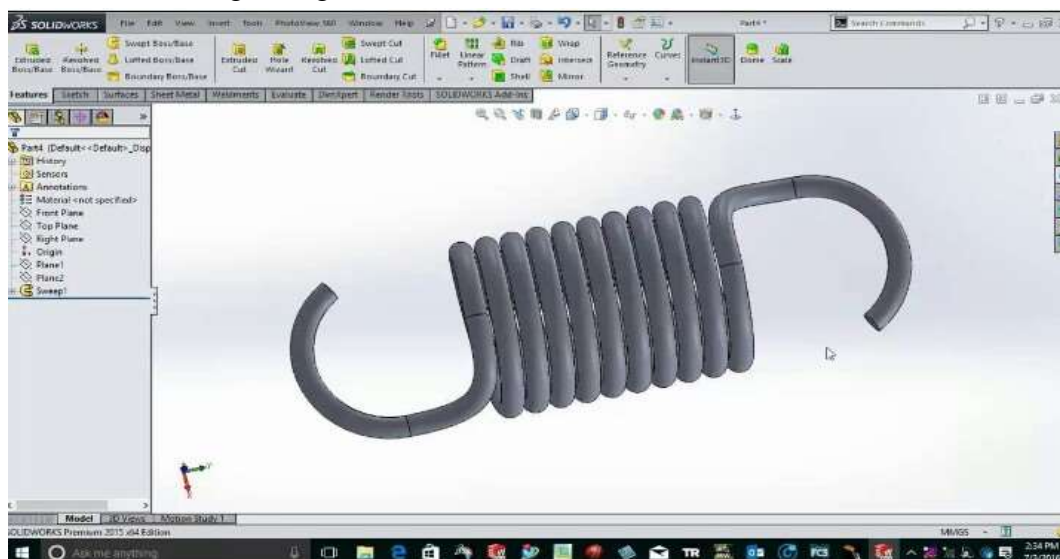 SOLIDWORKS File Edit View Insert Tools PhotoView 360 Window Help Part4 * Search Commands
Extruded Boss/Base Revolved Boss/Base Swept Boss/Base Lofted Boss/Base Boundary Boss/Base Extruded Cut Hole Wizard Revolved Cut Swept Cut Lofted Cut Boundary Cut Fillet Linear Pattern Rib Draft Shell Wrap Intersect Mirror Reference Geometry Curves Instant3D Dome Scale
Features Sketch Surfaces Sheet Metal Weldments Evaluate DimXpert Render Tools SOLIDWORKS Add-Ins
Part4 (Default<<Default>_Disp
History
Sensors
Annotations
Material <not specified>
Front Plane
Top Plane
Right Plane
Origin
Plane1
Plane2
Sweep1
Model 3D Views Motion Study 1
SOLIDWORKS Premium 2015 x64 Edition MMGS
Ask me anything TR FCS 2:34 PM